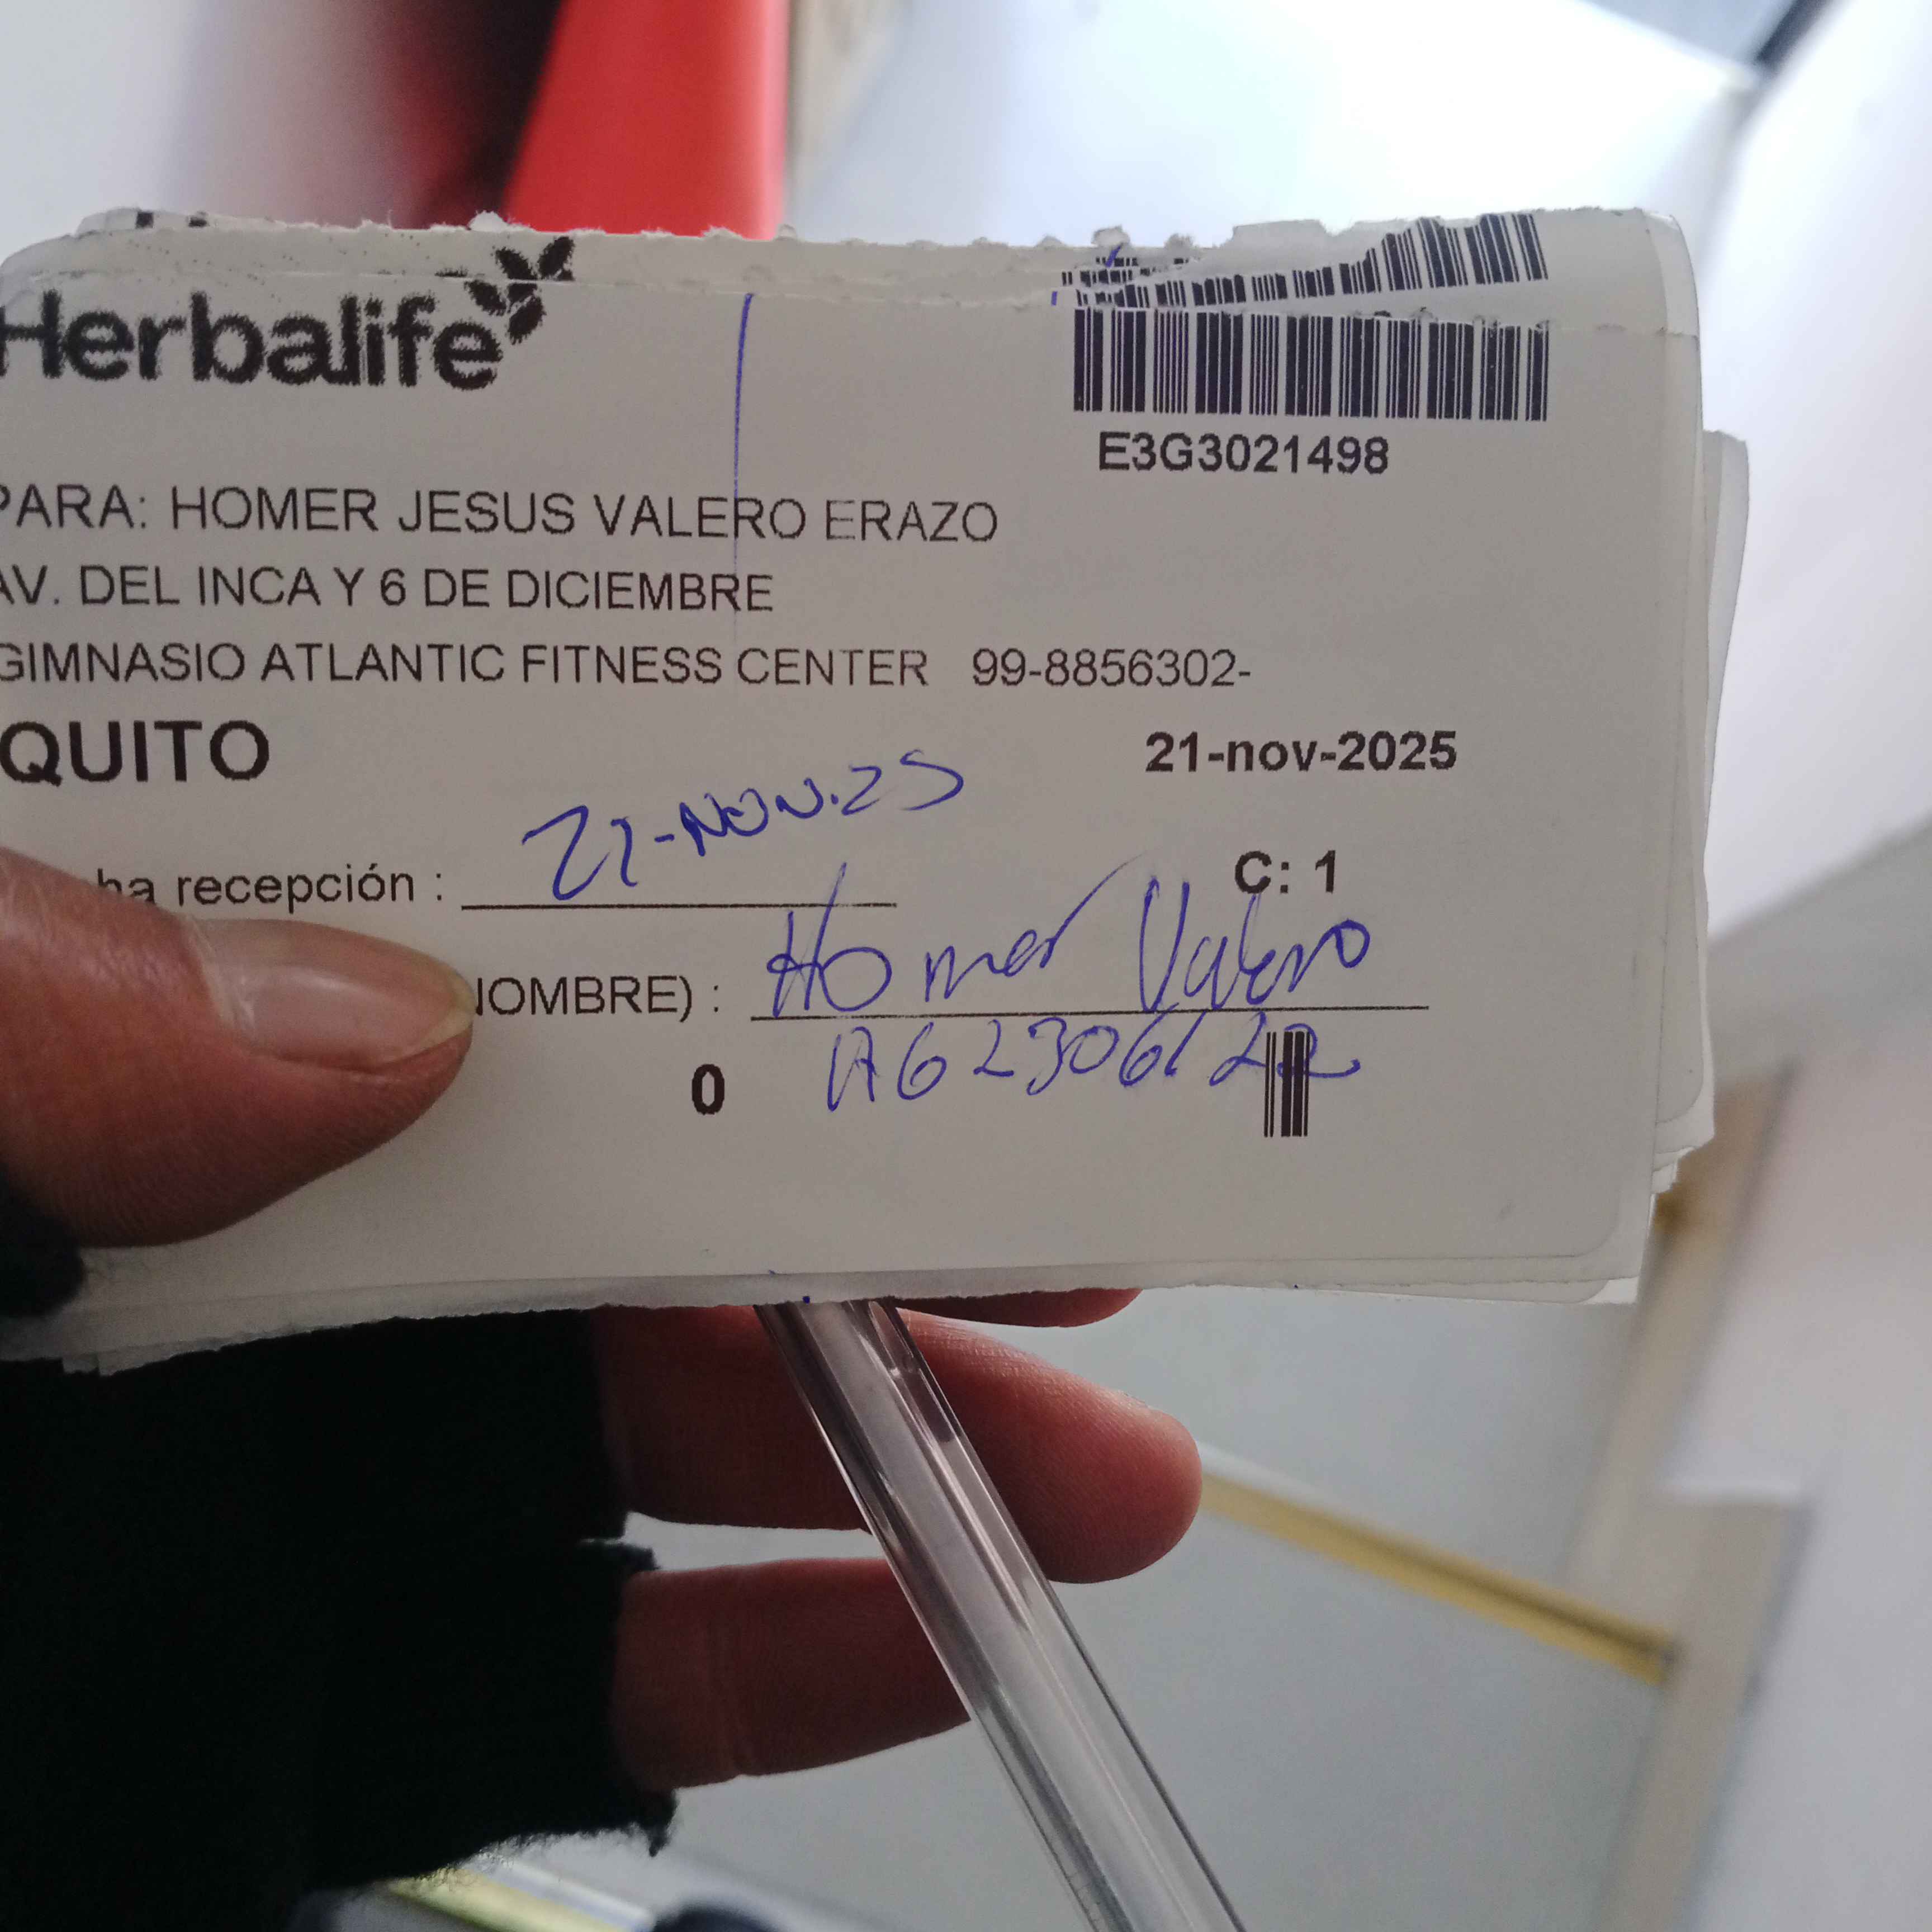 Herbalife
E3G3021498
PARA: HOMER JESUS VALERO ERAZO
AV. DEL INCA Y 6 DE DICIEMBRE
GIMNASIO ATLANTIC FITNESS CENTER 99-8856302-
QUITO
21-nov-2025
21-NOV.25
ha recepción :
C: 1
NOMBRE) : Homer Valero
0